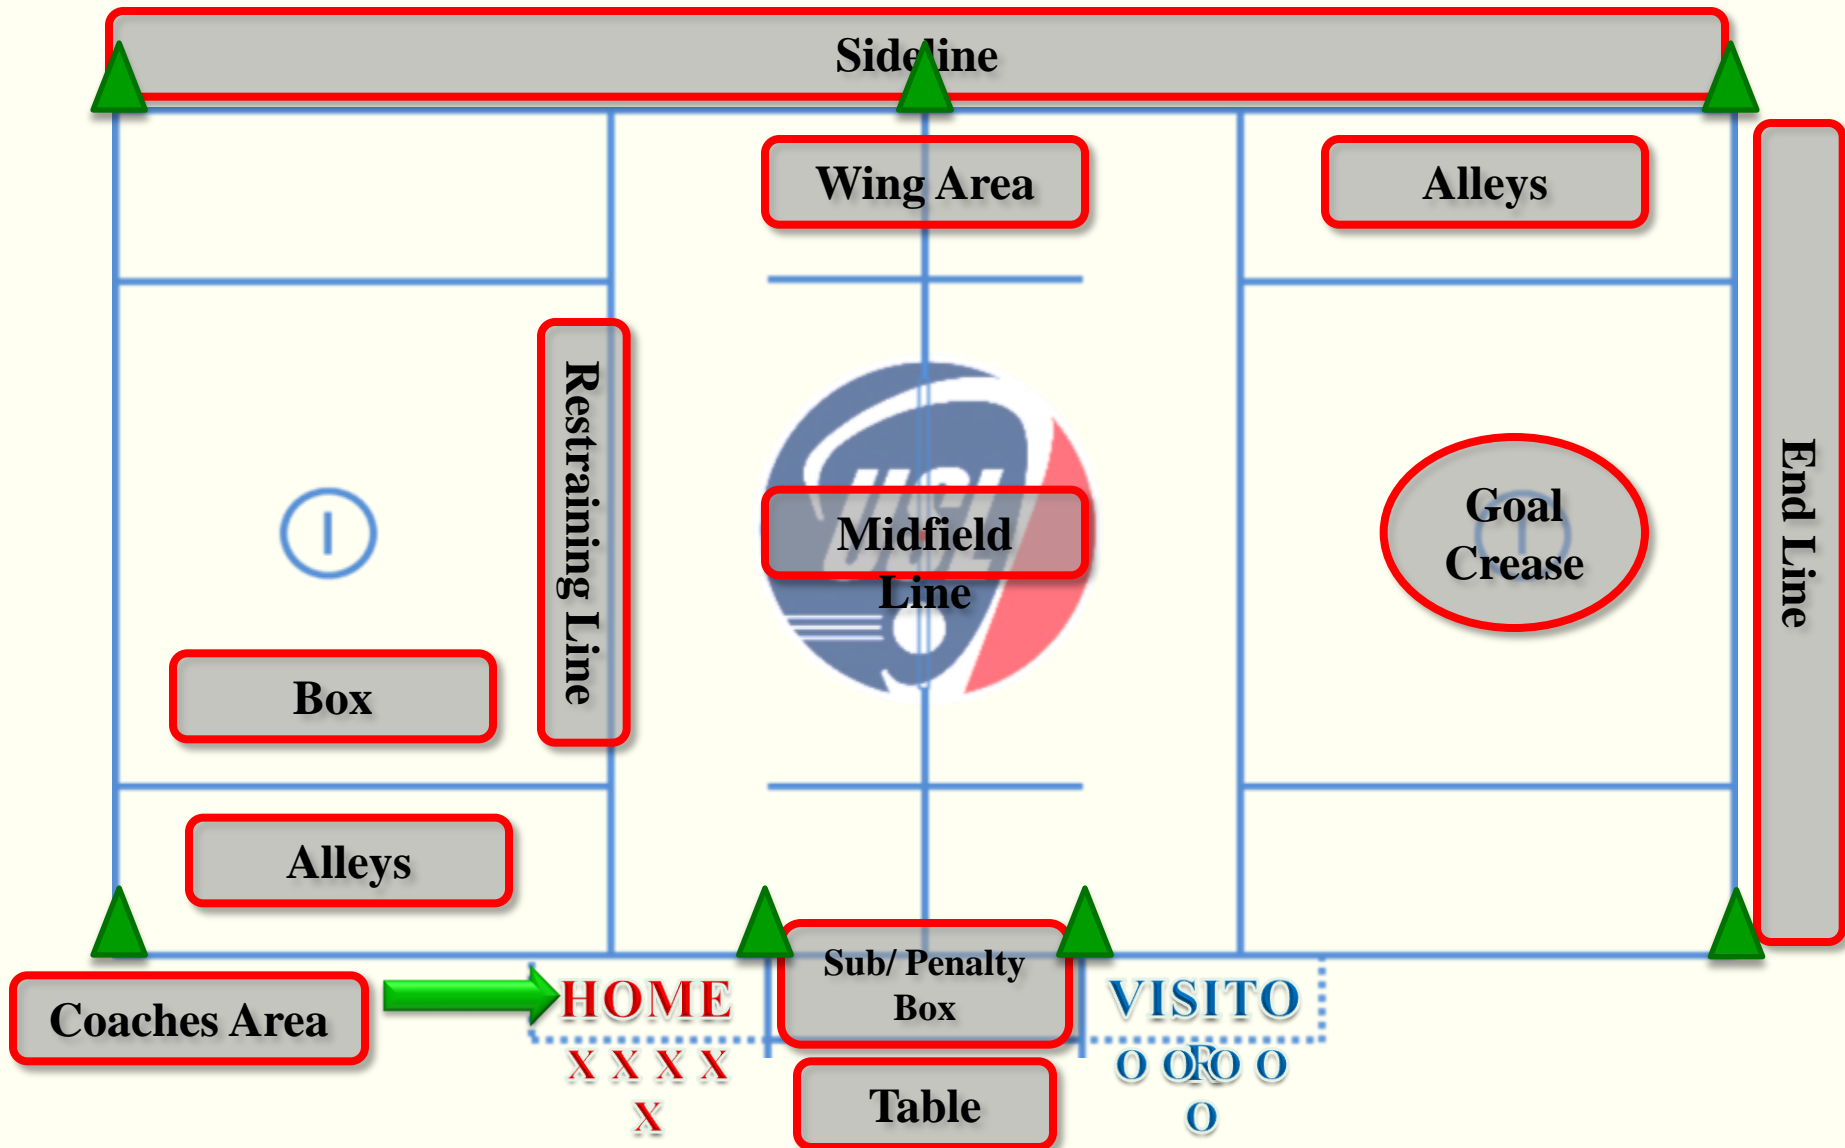 Sideline
Wing Area
Alleys
Restraining Line
USL
Midfield
Line
Goal
Crease
End Line
Box
Alleys
Sub/ Penalty
Box
Coaches Area
HOME
VISITO
R
X X X X
X
O O O O
O
Table